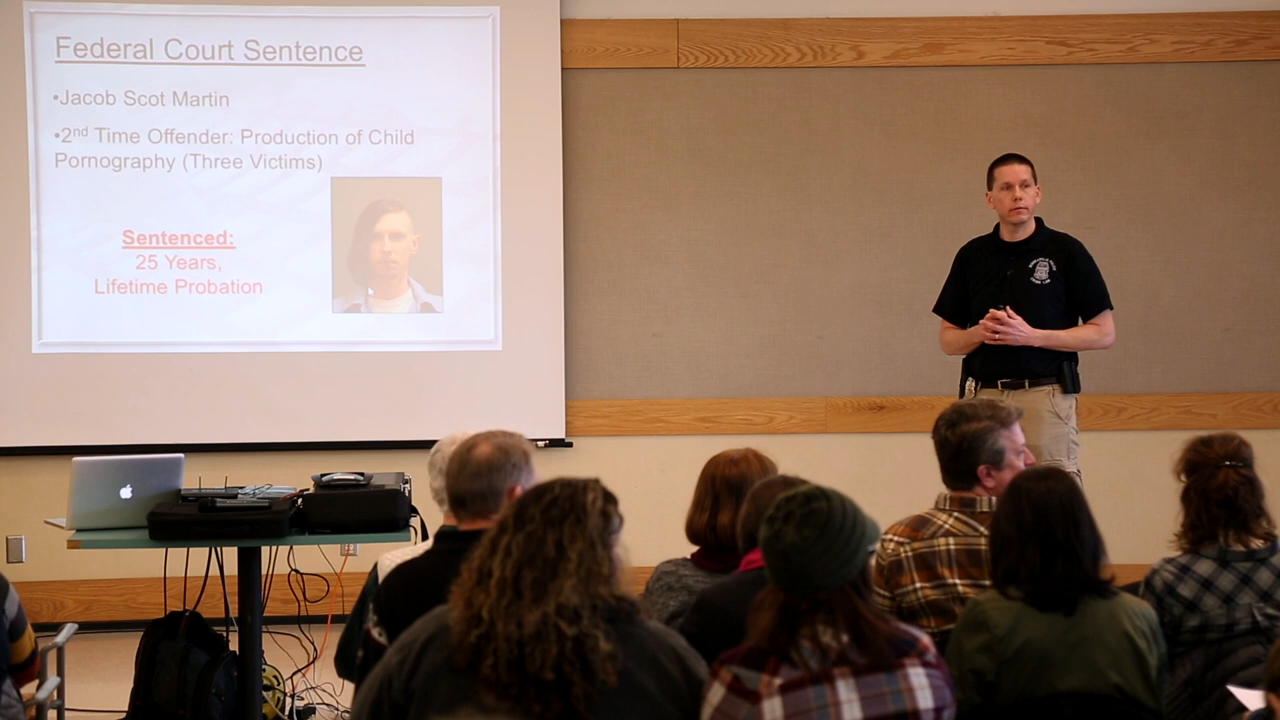 Federal Court Sentence
•Jacob Scot Martin
•2nd Time Offender: Production of Child
Pornography (Three Victims)
Sentenced:
25 Years,
Lifetime Probation